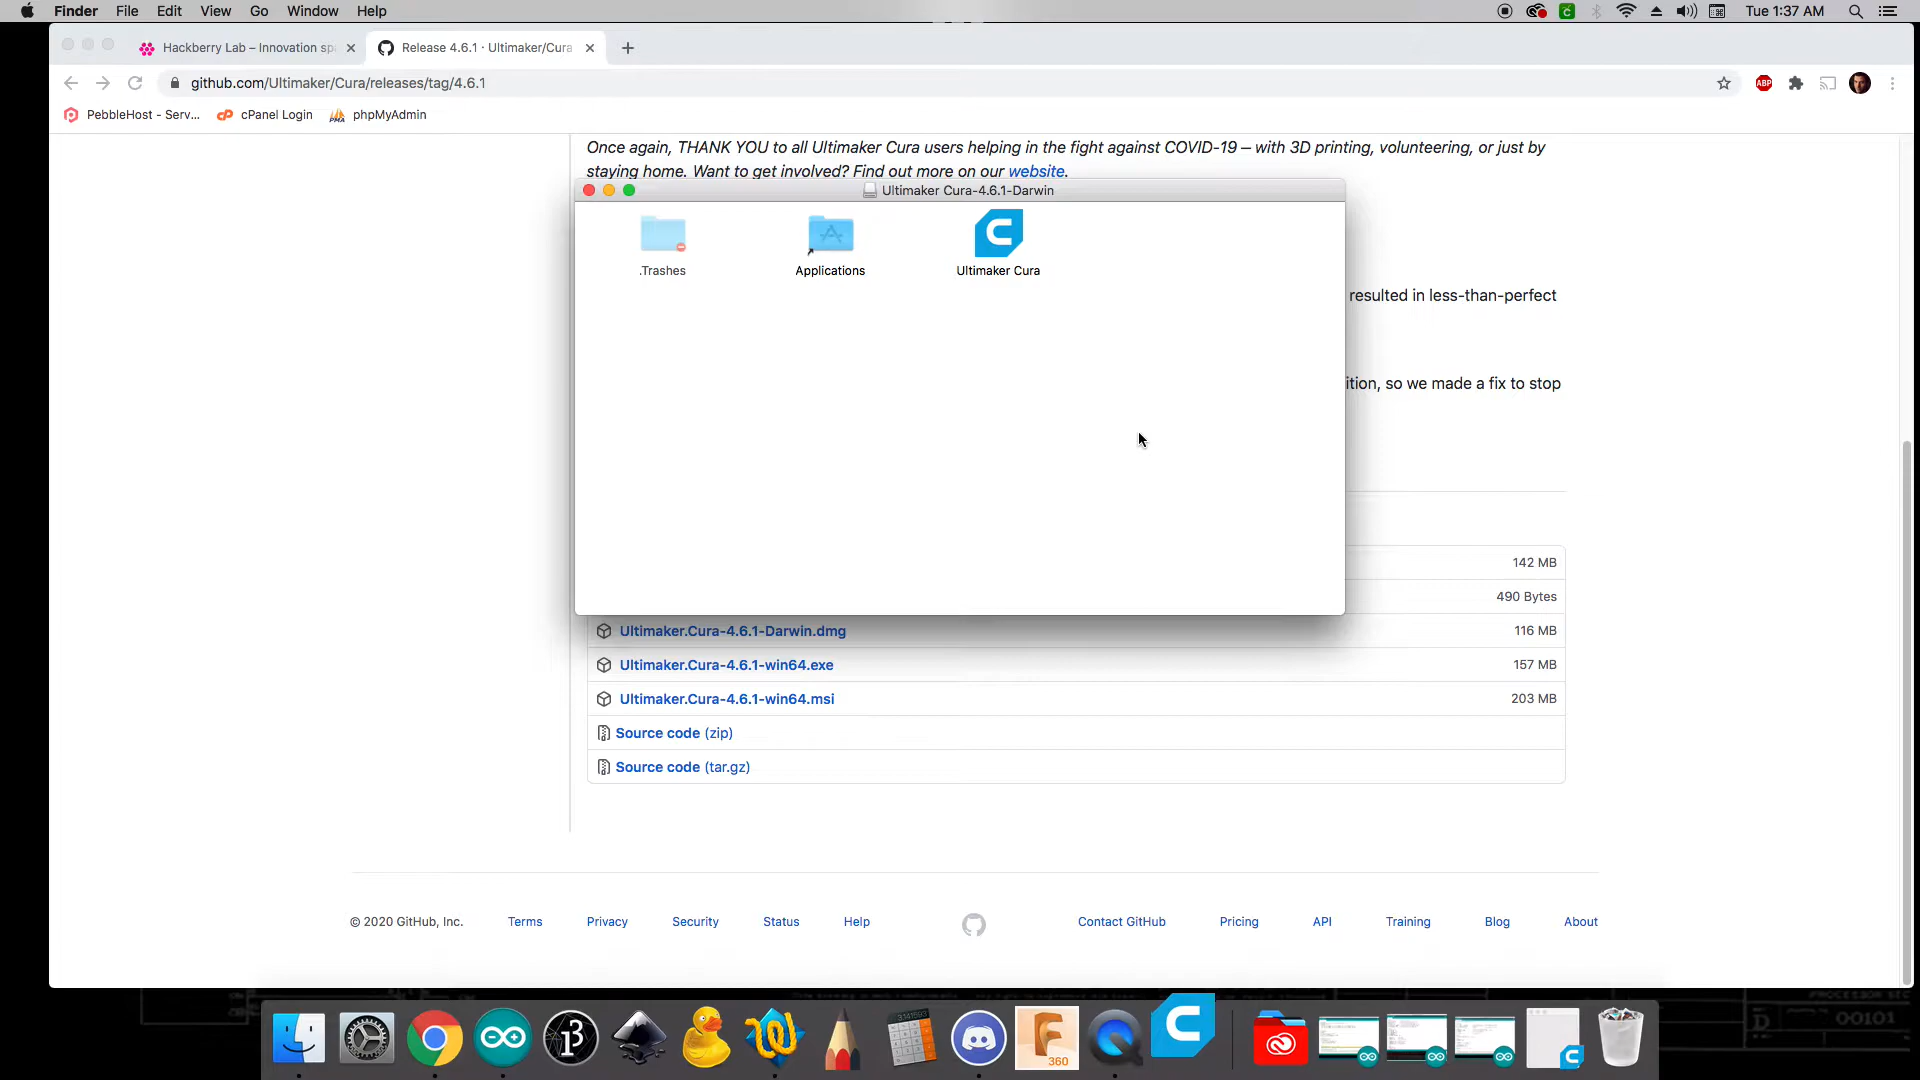 Finder File Edit View Go Window Help Tue 1:37 AM
Hackberry Lab – Innovation sp
Release 4.6.1 · Ultimaker/Cura
github.com/Ultimaker/Cura/releases/tag/4.6.1
ABP
PebbleHost - Serv... cPanel Login phpMyAdmin
Once again, THANK YOU to all Ultimaker Cura users helping in the fight against COVID-19 – with 3D printing, volunteering, or just by
staying home. Want to get involved? Find out more on our website.
Ultimaker Cura-4.6.1-Darwin
.Trashes Applications Ultimaker Cura
resulted in less-than-perfect
ition, so we made a fix to stop
142 MB
490 Bytes
Ultimaker.Cura-4.6.1-Darwin.dmg 116 MB
Ultimaker.Cura-4.6.1-win64.exe 157 MB
Ultimaker.Cura-4.6.1-win64.msi 203 MB
Source code (zip)
Source code (tar.gz)
© 2020 GitHub, Inc. Terms Privacy Security Status Help Contact GitHub Pricing API Training Blog About
360
00101